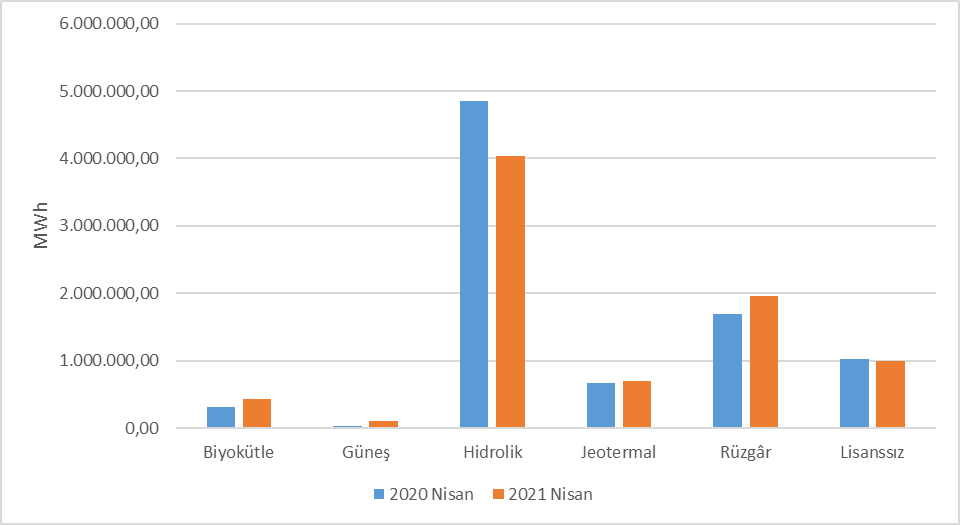 6.000.000,00
5.000.000,00
4.000.000,00
3.000.000,00
2.000.000,00
1.000.000,00
0,00
MWh
Biyokütle Güneş Hidrolik Jeotermal Rüzgâr Lisanssız
2020 Nisan 2021 Nisan